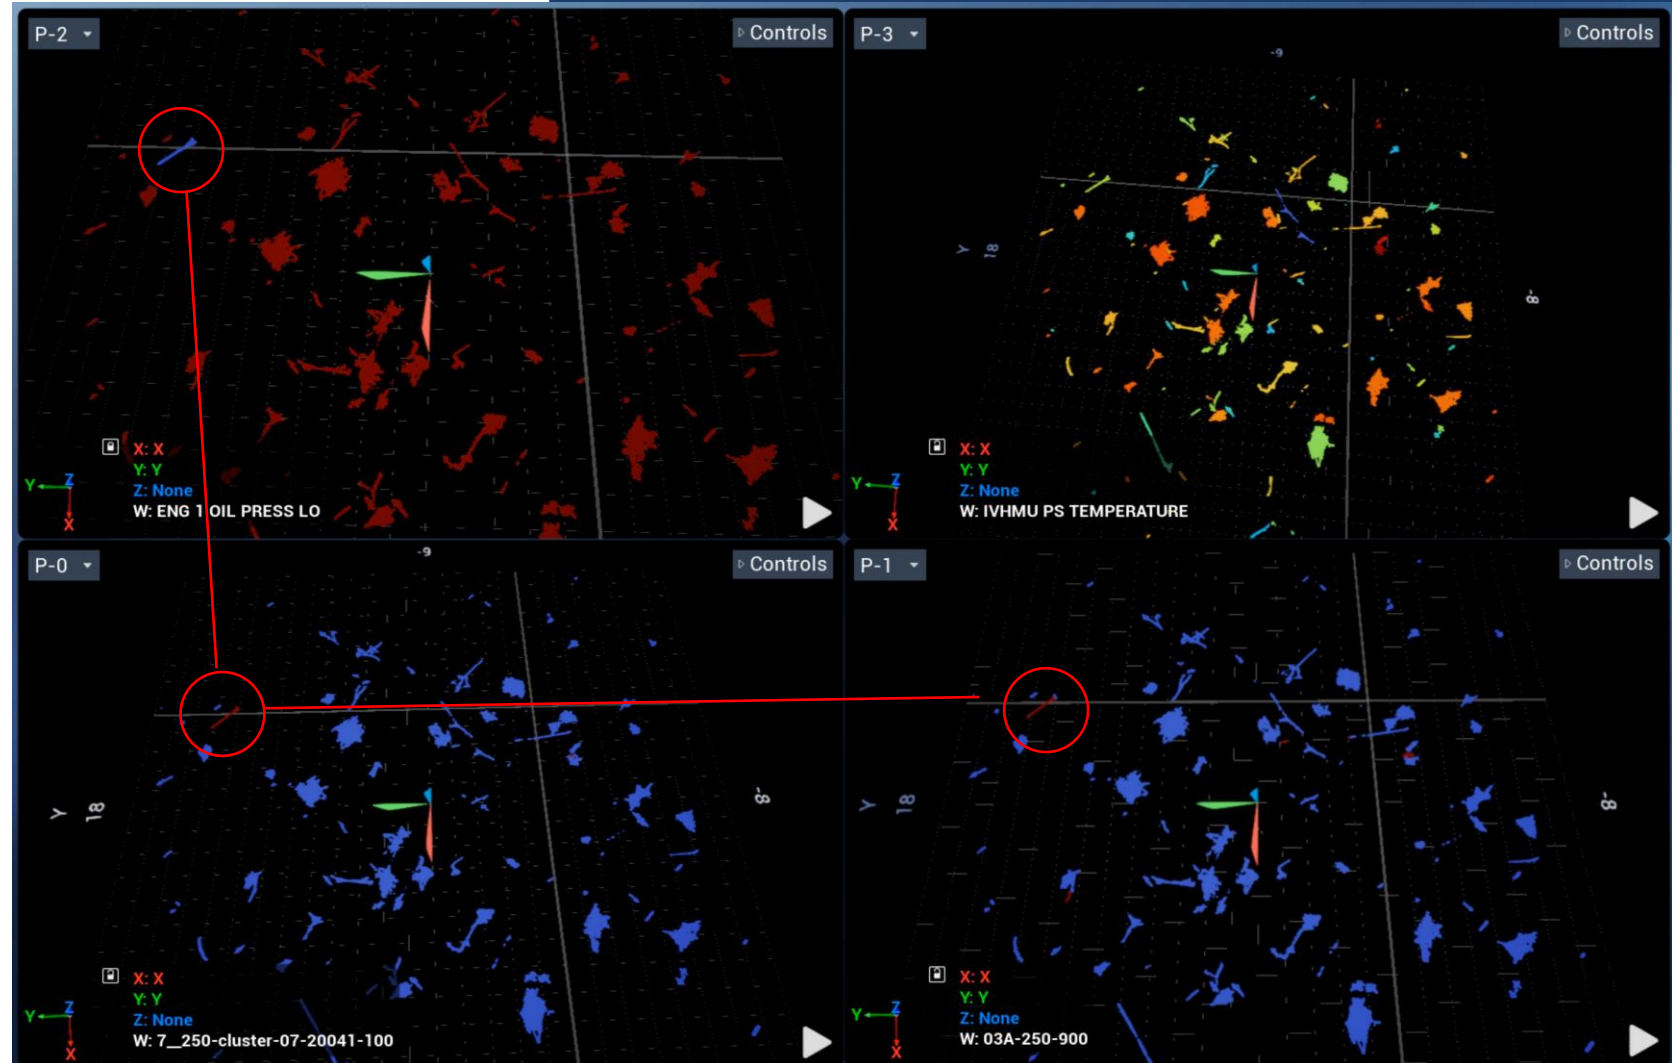 P-2
Controls
Y
Z
X
X: X
Y: Y
Z: None
W: ENG 1 OIL PRESS LO
P-3
Controls
-9
Y
18
-8
Y
Z
X
X: X
Y: Y
Z: None
W: IVHMU PS TEMPERATURE
P-0
Controls
-9
Y
18
-8
Y
Z
X
X: X
Y: Y
Z: None
W: 7__250-cluster-07-20041-100
P-1
Controls
Y
18
-8
Y
Z
X
X: X
Y: Y
Z: None
W: 03A-250-900